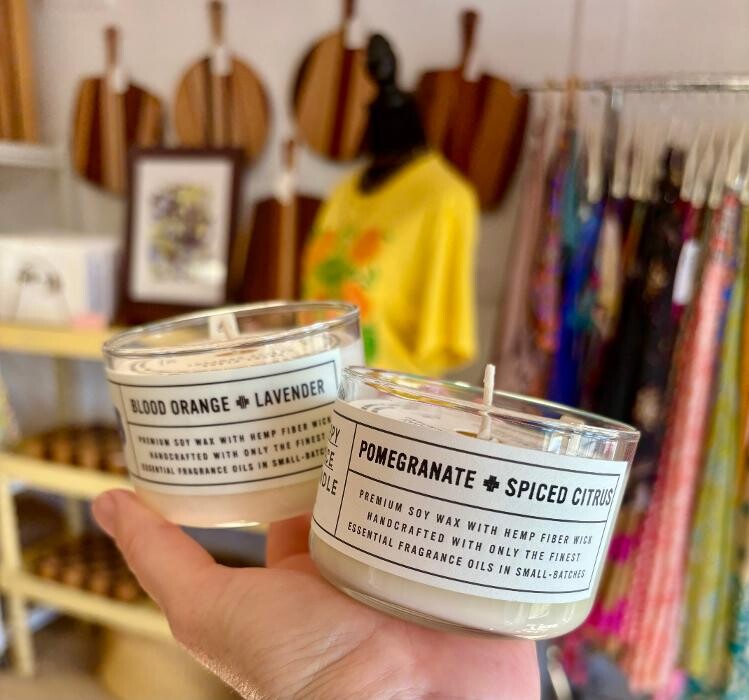 BLOOD ORANGE + LAVENDER
PREMIUM SOY WAX WITH HEMP FIBER WICK
HANDCRAFTED WITH ONLY THE FINEST
ESSENTIAL FRAGRANCE OILS IN SMALL-BATCHES
POMEGRANATE + SPICED CITRUS
PREMIUM SOY WAX WITH HEMP FIBER WICK
HANDCRAFTED WITH ONLY THE FINEST
ESSENTIAL FRAGRANCE OILS IN SMALL-BATCHES